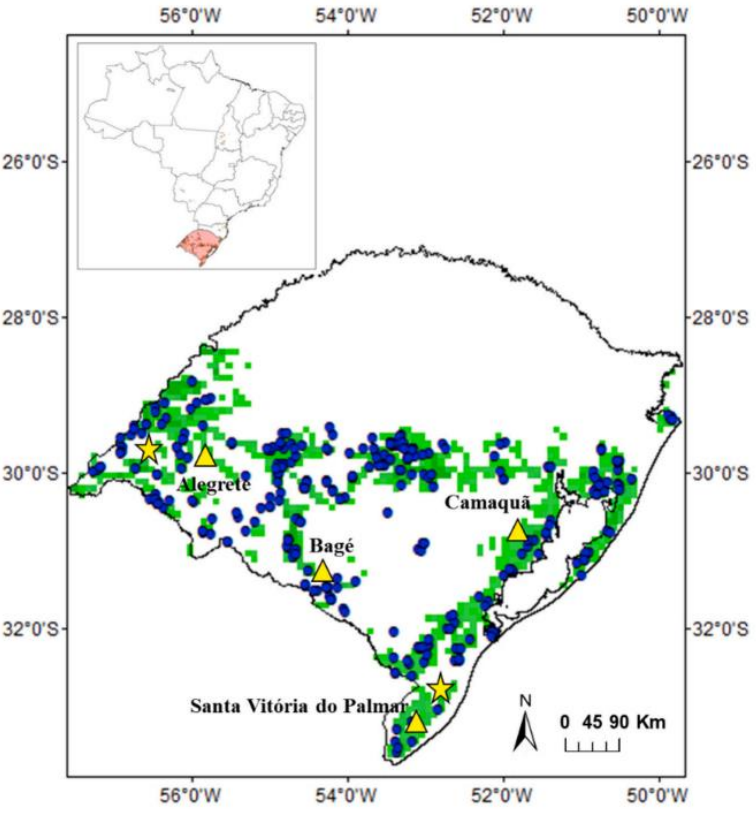 56°0'W 54°0'W 52°0'W 50°0'W
26°0'S 26°0'S
28°0'S 28°0'S
30°0'S 30°0'S
Alegrete
Camaquã
Bagé
32°0'S 32°0'S
Santa Vitória do Palmar
N
0 45 90 Km
56°0'W 54°0'W 52°0'W 50°0'W